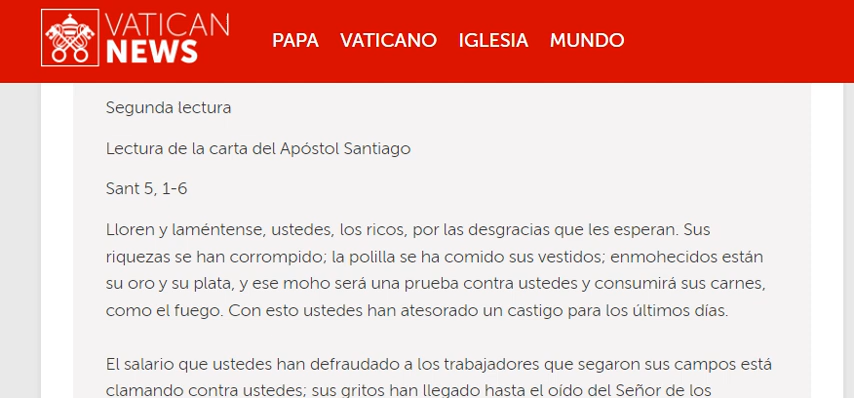 VATICAN
NEWS
PAPA VATICANO IGLESIA MUNDO
Segunda lectura
Lectura de la carta del Apóstol Santiago
Sant 5, 1-6
Lloren y laméntense, ustedes, los ricos, por las desgracias que les esperan. Sus
riquezas se han corrompido; la polilla se ha comido sus vestidos; enmohecidos están
su oro y su plata, y ese moho será una prueba contra ustedes y consumirá sus carnes,
como el fuego. Con esto ustedes han atesorado un castigo para los últimos días.
El salario que ustedes han defraudado a los trabajadores que segaron sus campos está
clamando contra ustedes; sus gritos han llegado hasta el oído del Señor de los